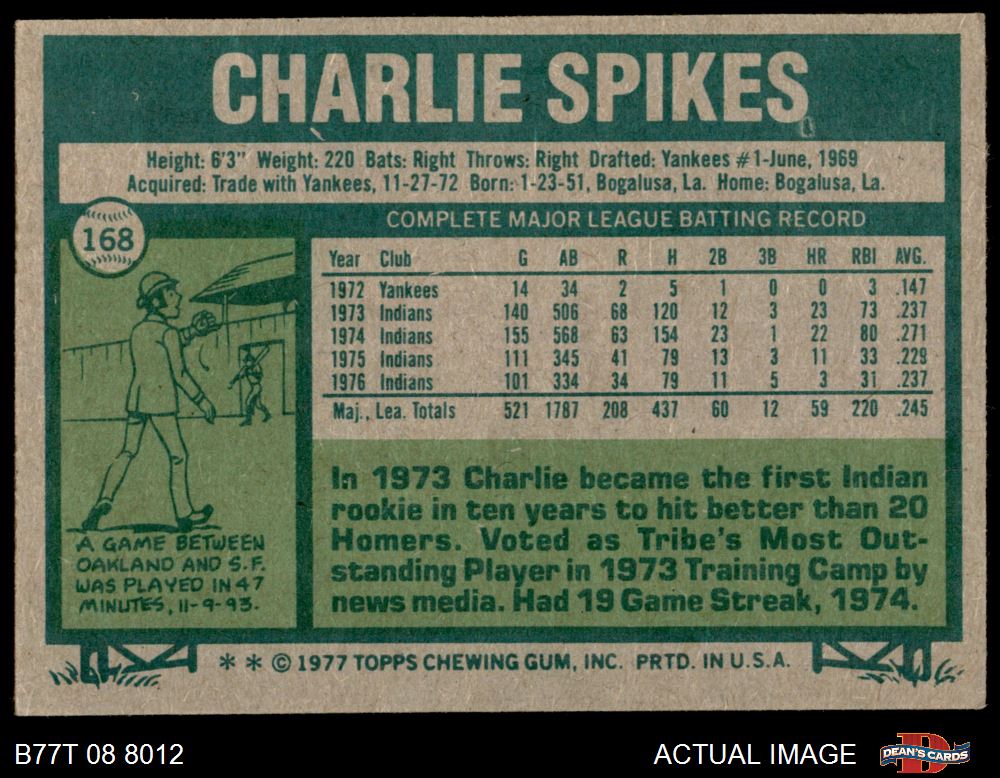 CHARLIE SPIKES
Height: 6'3" Weight: 220 Bats: Right Throws: Right Drafted: Yankees #1-June, 1969
Acquired: Trade with Yankees, 11-27-72 Born: 1-23-51, Bogalusa, La. Home: Bogalusa, La.
168
COMPLETE MAJOR LEAGUE BATTING RECORD
Year Club G AB R H 2B 3B HR RBI AVG.
1972 Yankees 14 34 2 5 1 0 0 3 .147
1973 Indians 140 506 68 120 12 3 23 73 .237
1974 Indians 155 568 63 154 23 1 22 80 .271
1975 Indians 111 345 41 79 13 3 11 33 .229
1976 Indians 101 334 34 79 11 5 3 31 .237
Maj. Lea. Totals 521 1787 208 437 60 12 59 220 .245
In 1973 Charlie became the first Indian
rookie in ten years to hit better than 20
Homers. Voted as Tribe's Most Out-
standing Player in 1973 Training Camp by
news media. Had 19 Game Streak, 1974.
A GAME BETWEEN
OAKLAND AND S.F.
WAS PLAYED IN 47
MINUTES, 11-9-93.
* * © 1977 TOPPS CHEWING GUM, INC. PRTD. IN U.S.A.
B77T 08 8012
ACTUAL IMAGE
D
DEAN'S CARDS